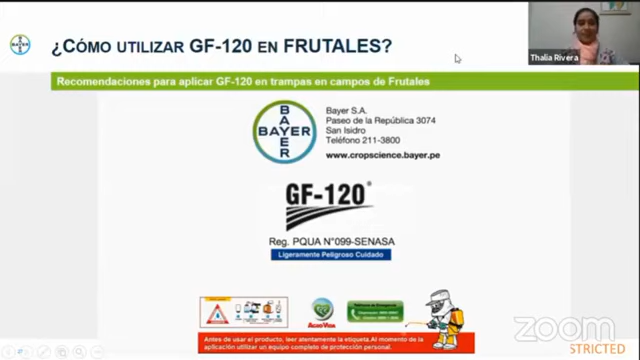 ¿CÓMO UTILIZAR GF-120 EN FRUTALES?
Thalia Rivera
Recomendaciones para aplicar GF-120 en trampas en campos de Frutales
BAYER
BAYER
Bayer S.A.
Paseo de la República 3074
San Isidro
Teléfono 211-3800
www.cropscience.bayer.pe
GF-120®
Reg. PQUA N°099-SENASA
Ligeramente Peligroso Cuidado
AGROVIDA
Antes de usar el producto, leer atentamente la etiqueta.Al momento de la
aplicación utilizar un equipo completo de protección personal.
zoom
STRICTED